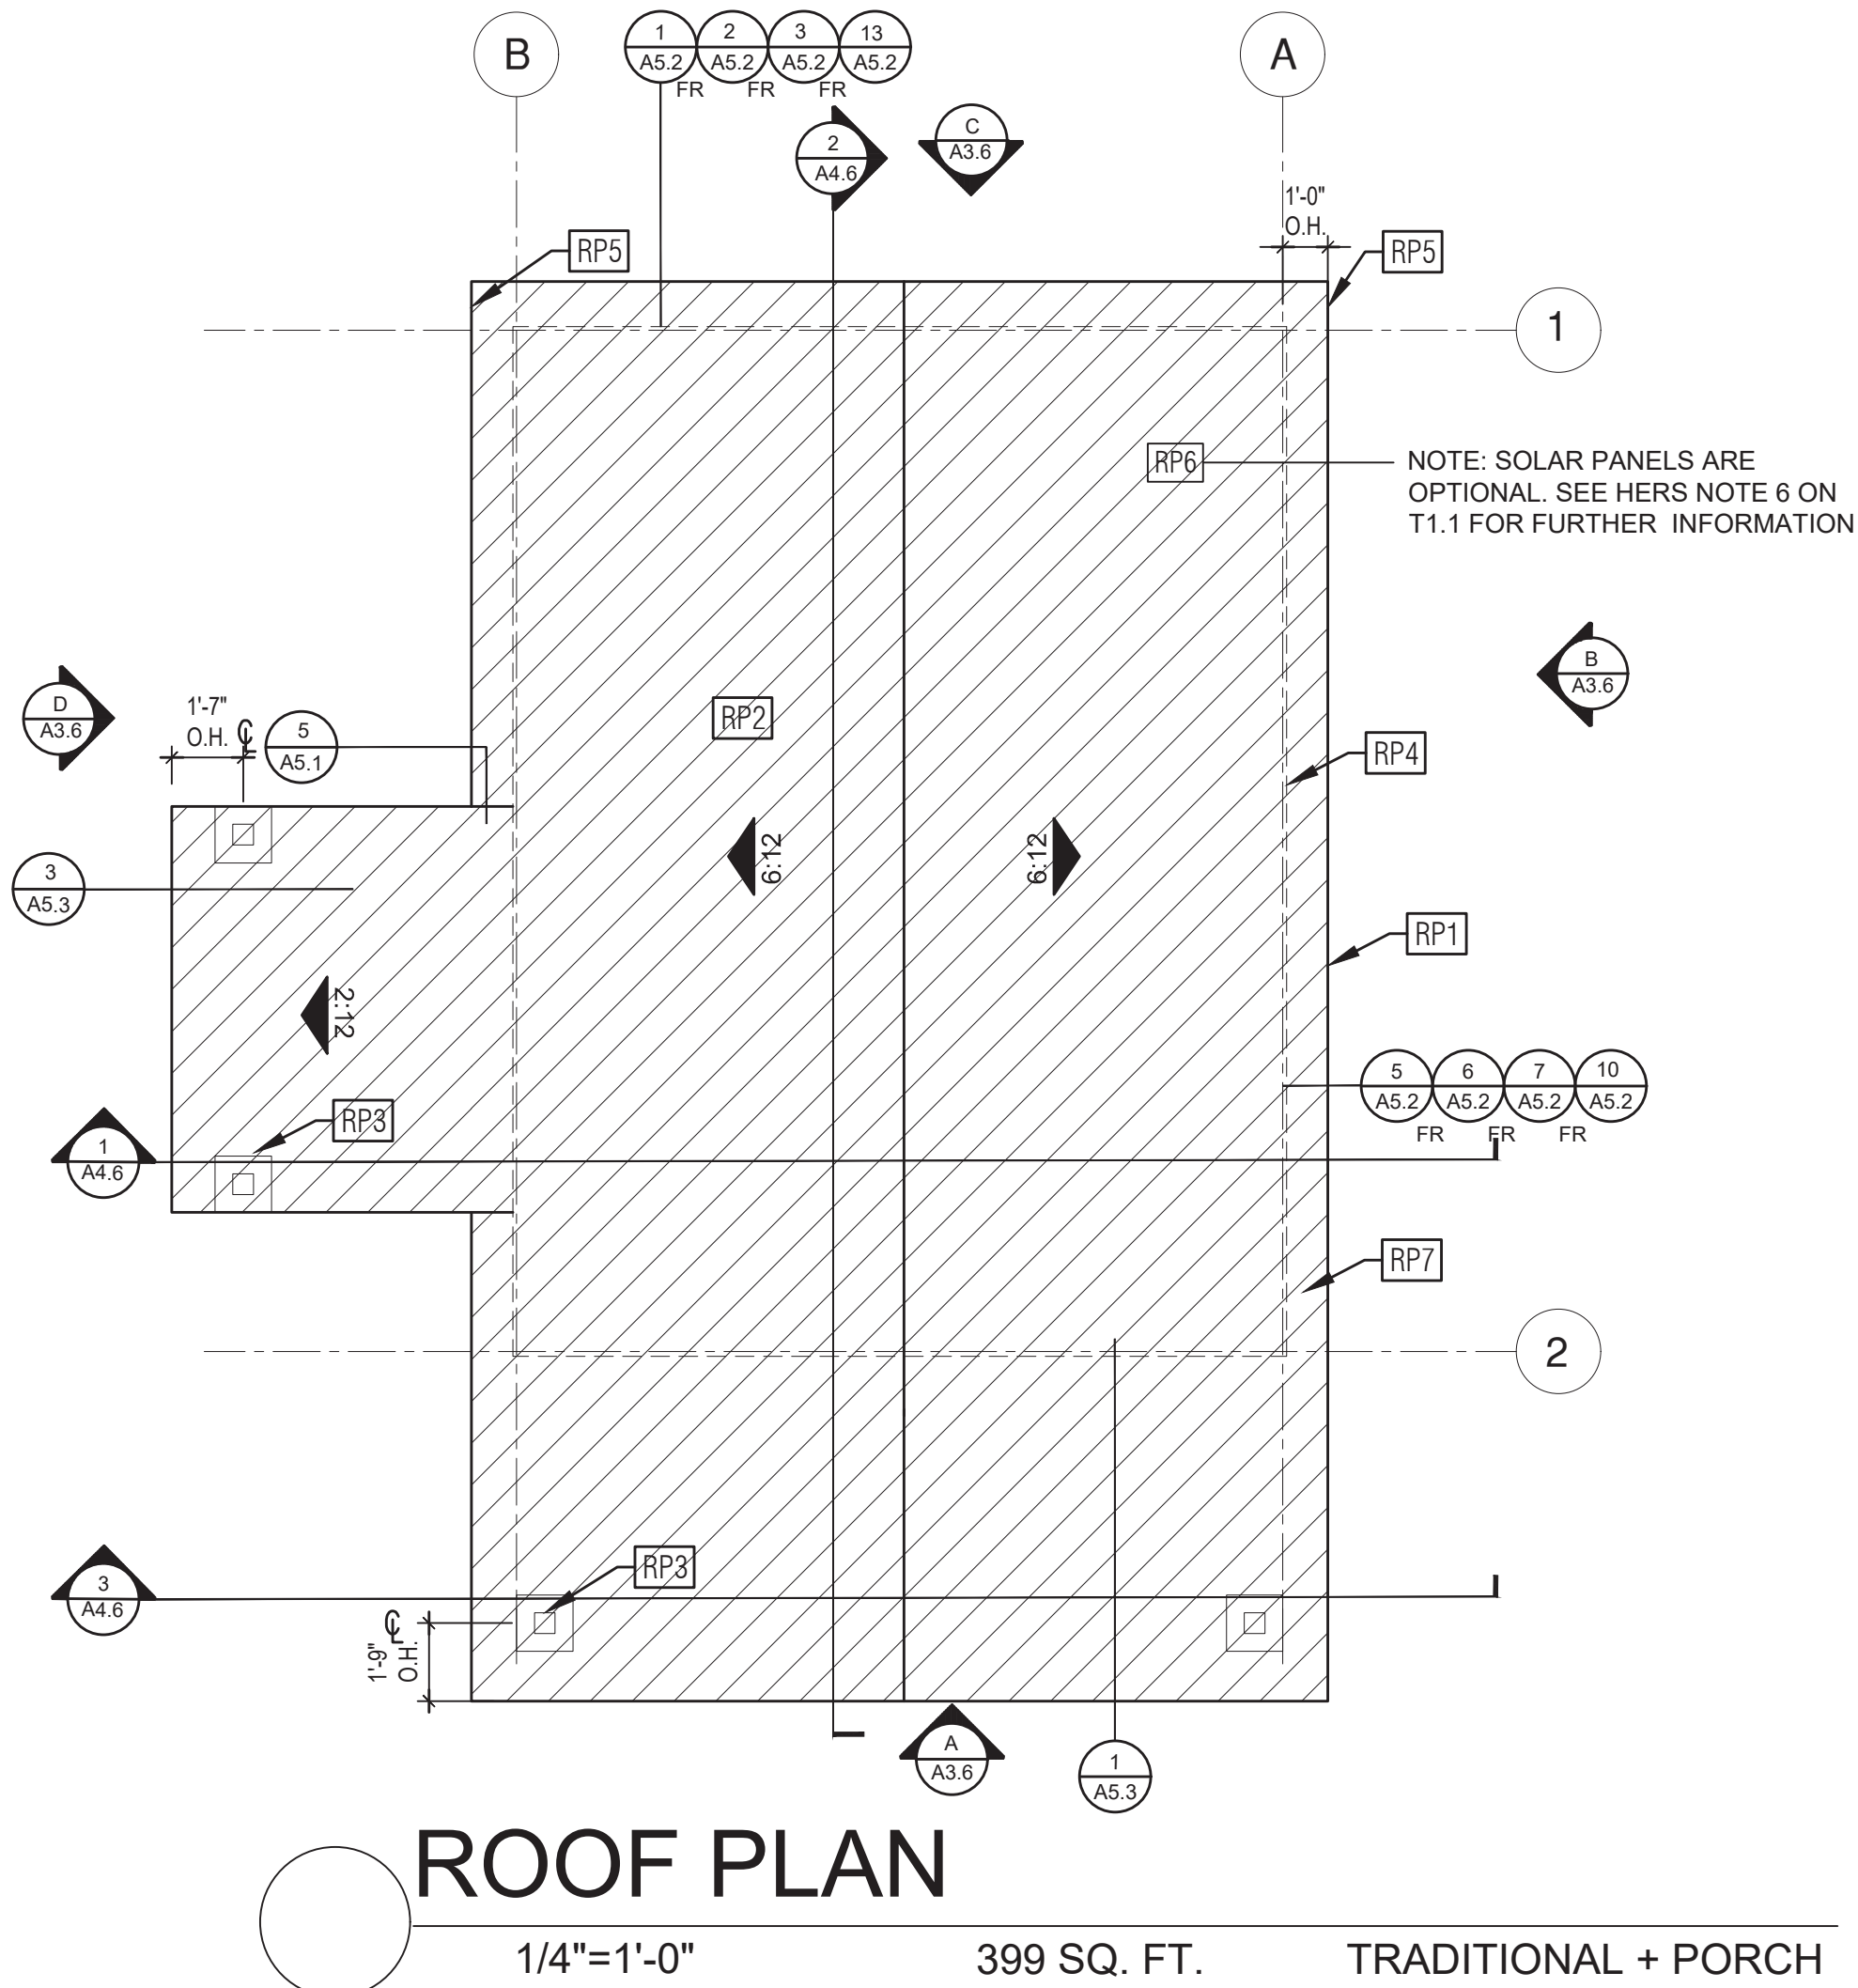 B
1
A5.2
FR
2
A5.2
FR
3
A5.2
FR
13
A5.2
A
2
A4.6
C
A3.6
1'-0"
O.H.
RP5
RP5
1
RP6
NOTE: SOLAR PANELS ARE
OPTIONAL. SEE HERS NOTE 6 ON
T1.1 FOR FURTHER INFORMATION
B
A3.6
D
A3.6
1'-7"
O.H.
CL
5
A5.1
RP2
RP4
6:12
6:12
3
A5.3
RP1
2:12
5
A5.2
FR
6
A5.2
FR
7
A5.2
FR
10
A5.2
RP3
1
A4.6
RP7
2
3
A4.6
RP3
CL
1'-9"
O.H.
A
A3.6
1
A5.3
ROOF PLAN
1/4"=1'-0"
399 SQ. FT.
TRADITIONAL + PORCH